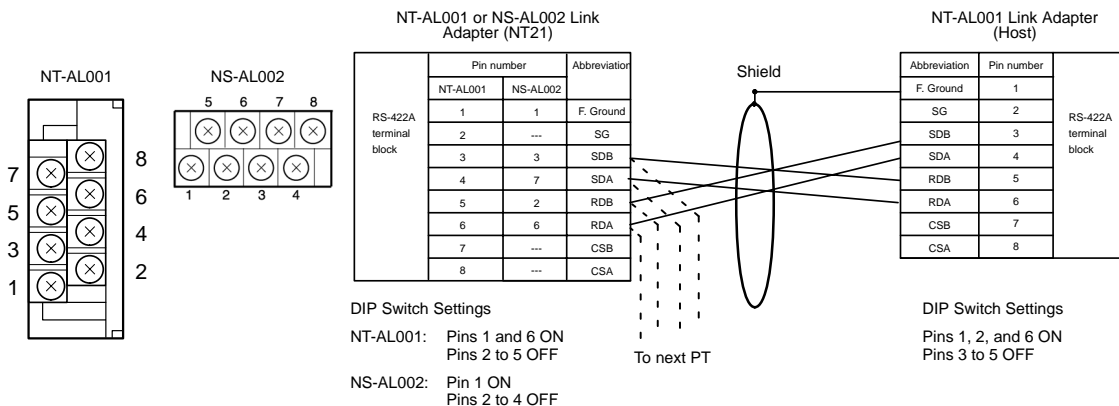 NT-AL001 or NS-AL002 Link
Adapter (NT21)
NT-AL001 Link Adapter
(Host)
NT-AL001
7
5
3
1
8
6
4
2
NS-AL002
5 6 7 8
1 2 3 4
RS-422A
terminal
block
Pin number Abbreviation
NT-AL001 NS-AL002
1 1 F. Ground
2 --- SG
3 3 SDB
4 7 SDA
5 2 RDB
6 6 RDA
7 --- CSB
8 --- CSA
Shield
To next PT
Abbreviation Pin number
F. Ground 1
SG 2
SDB 3
SDA 4
RDB 5
RDA 6
CSB 7
CSA 8
RS-422A
terminal
block
DIP Switch Settings
NT-AL001: Pins 1 and 6 ON
Pins 2 to 5 OFF
NS-AL002: Pin 1 ON
Pins 2 to 4 OFF
DIP Switch Settings
Pins 1, 2, and 6 ON
Pins 3 to 5 OFF